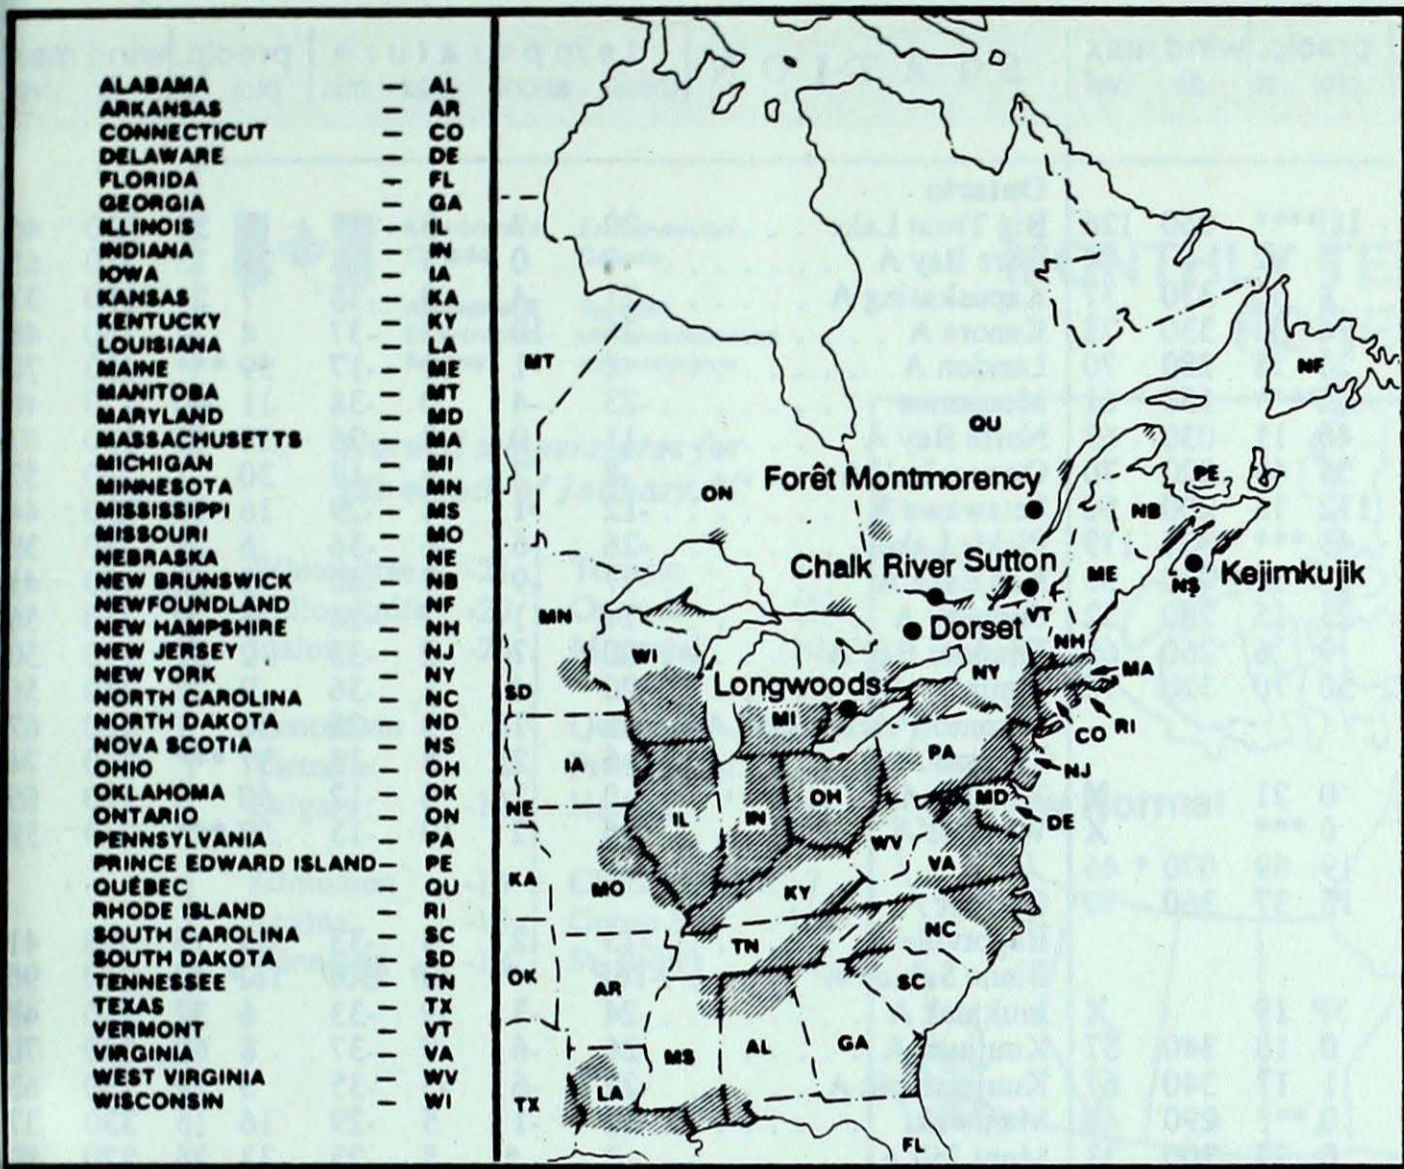 ALABAMA — AL
ARKANSAS — AR
CONNECTICUT — CO
DELAWARE — DE
FLORIDA — FL
GEORGIA — GA
ILLINOIS — IL
INDIANA — IN
IOWA — IA
KANSAS — KA
KENTUCKY — KY
LOUISIANA — LA
MAINE — ME
MANITOBA — MT
MARYLAND — MD
MASSACHUSETTS — MA
MICHIGAN — MI
MINNESOTA — MN
MISSISSIPPI — MS
MISSOURI — MO
NEBRASKA — NE
NEW BRUNSWICK — NB
NEWFOUNDLAND — NF
NEW HAMPSHIRE — NH
NEW JERSEY — NJ
NEW YORK — NY
NORTH CAROLINA — NC
NORTH DAKOTA — ND
NOVA SCOTIA — NS
OHIO — OH
OKLAHOMA — OK
ONTARIO — ON
PENNSYLVANIA — PA
PRINCE EDWARD ISLAND — PE
QUÉBEC — QU
RHODE ISLAND — RI
SOUTH CAROLINA — SC
SOUTH DAKOTA — SD
TENNESSEE — TN
TEXAS — TX
VERMONT — VT
VIRGINIA — VA
WEST VIRGINIA — WV
WISCONSIN — WI
MT
NF
QU
ON
Forêt Montmorency
PE
NB
Chalk River
Sutton
ME
NS
Kejimkujik
MN
Dorset
VT
NH
WI
NY
MA
SD
Longwoods
MI
CO
RI
IA
PA
NJ
NE
IL
IN
OH
MD
DE
WV
VA
KA
MO
KY
NC
TN
OK
AR
SC
MS
AL
GA
LA
TX
FL